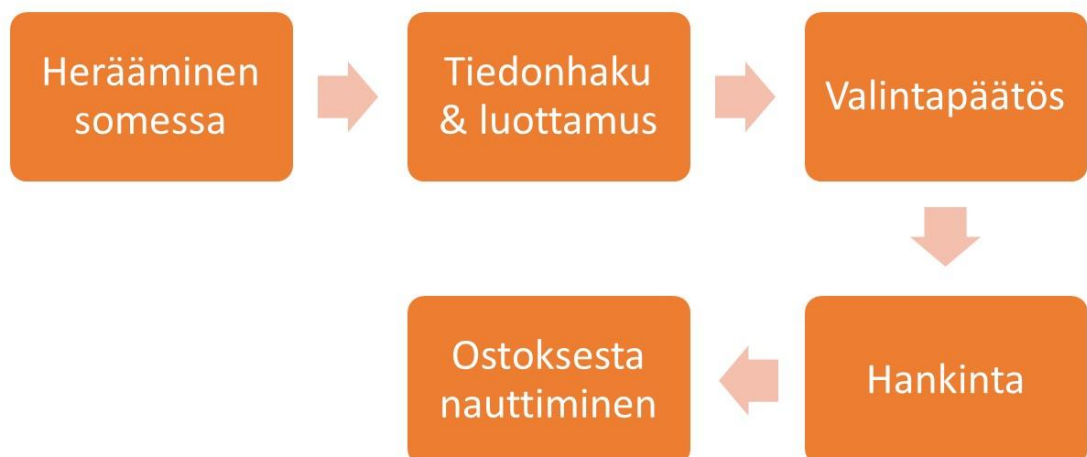 Herääminen
somessa
Tiedonhaku
& luottamus
Valintapäätös
Hankinta
Ostoksesta
nauttiminen